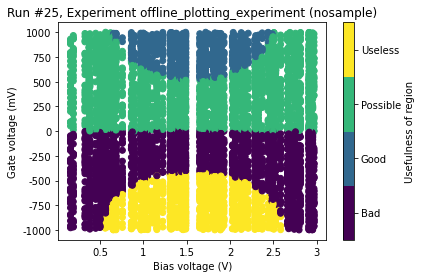 Run #25, Experiment offline_plotting_experiment (nosample)
1000
750
500
250
0
-250
-500
-750
-1000
Gate voltage (mV)
0.5
1
1.5
2
2.5
3
Bias voltage (V)
Useless
Possible
Good
Bad
Usefulness of region